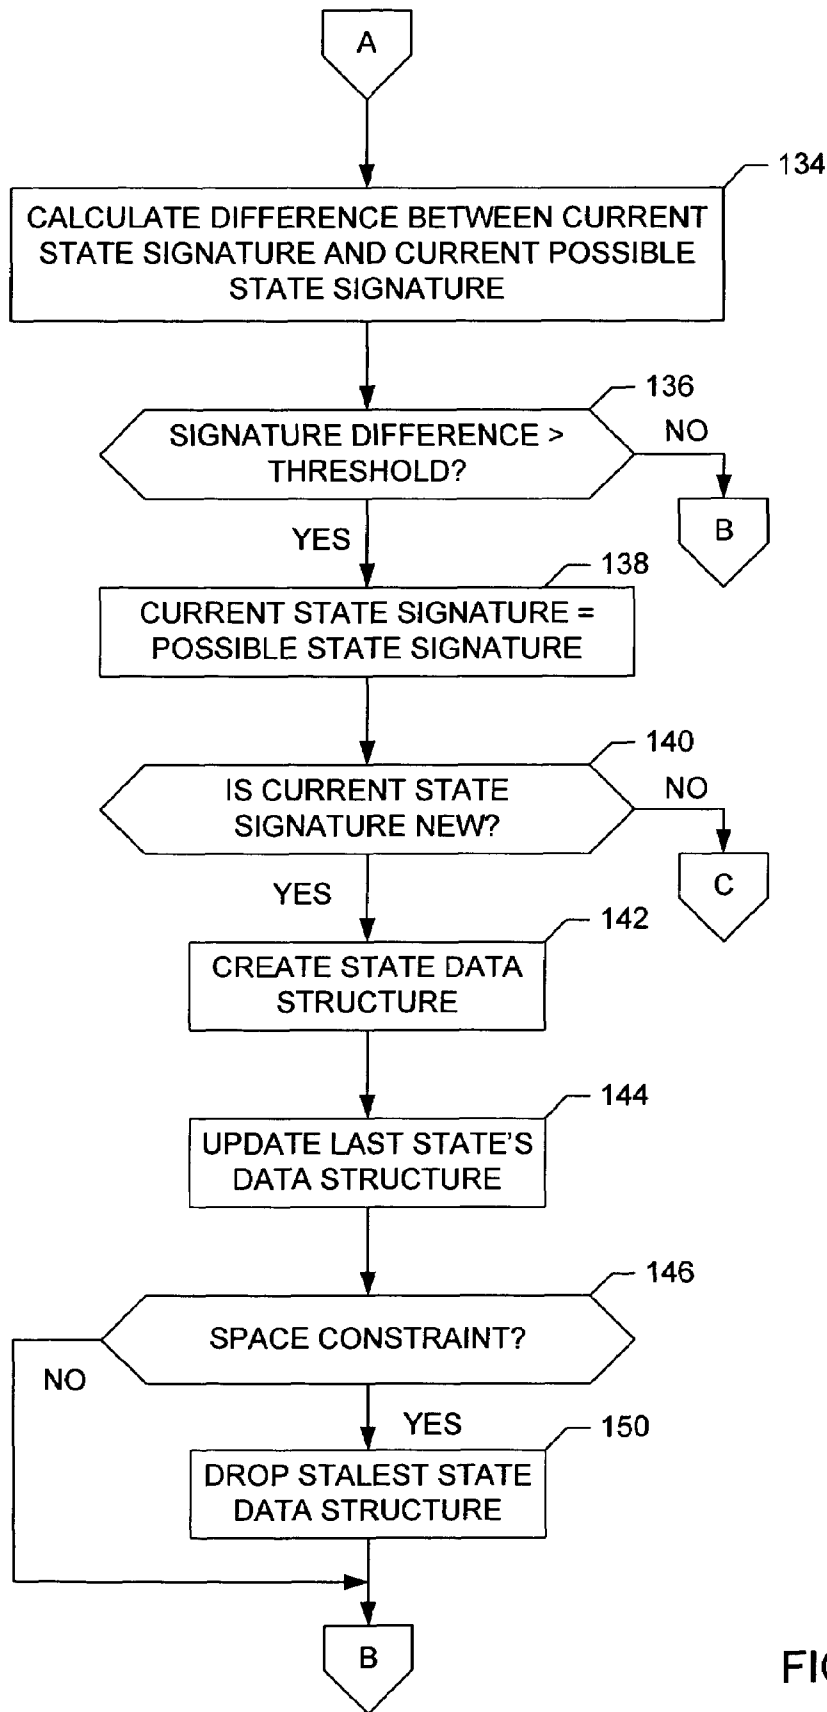 A
134
CALCULATE DIFFERENCE BETWEEN CURRENT
STATE SIGNATURE AND CURRENT POSSIBLE
STATE SIGNATURE
136
SIGNATURE DIFFERENCE >
THRESHOLD?
NO
B
YES
138
CURRENT STATE SIGNATURE =
POSSIBLE STATE SIGNATURE
140
IS CURRENT STATE
SIGNATURE NEW?
NO
C
YES
142
CREATE STATE DATA
STRUCTURE
144
UPDATE LAST STATE'S
DATA STRUCTURE
146
SPACE CONSTRAINT?
NO
YES
150
DROP STALEST STATE
DATA STRUCTURE
B